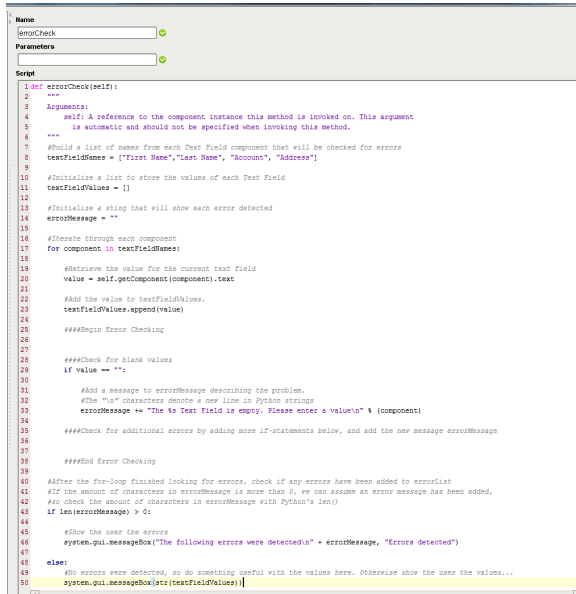 Name
errorCheck
Parameters
Script
1 def errorCheck(self):
2 """
3 Arguments:
4 self: A reference to the component instance this method is invoked on. This argument
5 is automatic and should not be specified when invoking this method.
6 """
7 #Build a list of names from each Text Field component that will be checked for errors
8 textFieldNames = ["First Name","Last Name", "Account", "Address"]
9
10 #Initialize a list to store the values of each Text Field
11 textFieldValues = []
12
13 #Initialize a sting that will show each error detected
14 errorMessage = ""
15
16 #Iterate through each component
17 for component in textFieldNames:
18
19 #Retrieve the value for the current text field
20 value = self.getComponent(component).text
21
22 #Add the value to textFieldValues.
23 textFieldValues.append(value)
24
25 ####Begin Error Checking
26
27
28 ####Check for blank values
29 if value == "":
30
31 #Add a message to errorMessage describing the problem.
32 #The "\n" characters denote a new line in Python strings
33 errorMessage += "The %s Text Field is empty. Please enter a value\n" % (component)
34
35 ####Check for additional errors by adding more if-statements below, and add the new message errorMessage
36
37
38 ####End Error Checking
39
40 #After the for-loop finished looking for errors, check if any errors have been added to errorList
41 #If the amount of characters in errorMessage is more than 0, we can assume an error message has been added,
42 #so check the amount of characters in errorMessage with Python's len()
43 if len(errorMessage) > 0:
44
45 #Show the user the errors
46 system.gui.messageBox("The following errors were detected\n" + errorMessage, "Errors detected")
47
48 else:
49 #No errors were detected, so do something useful with the values here. Otherwise show the user the values...
50 system.gui.messageBox(str(textFieldValues))